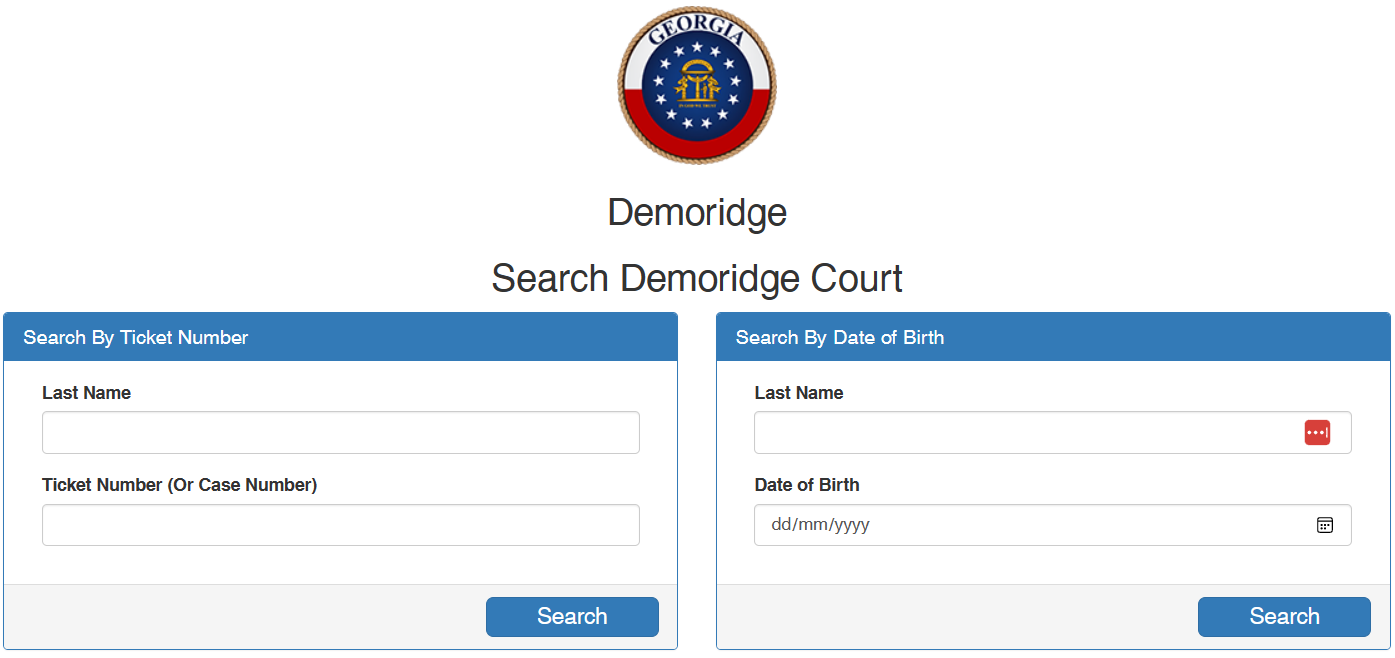 GEORGIA
Demoridge
Search Demoridge Court
Search By Ticket Number
Last Name
Ticket Number (Or Case Number)
Search
Search By Date of Birth
Last Name
Date of Birth
dd/mm/yyyy
Search